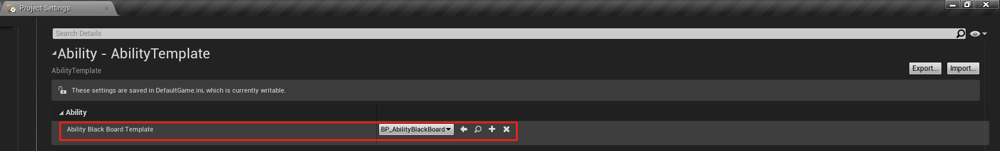 Project Settings
Search Details
Ability - AbilityTemplate
AbilityTemplate
Export... Import...
These settings are saved in DefaultGame.ini, which is currently writable.
Ability
Ability Black Board Template BP_AbilityBlackBoard